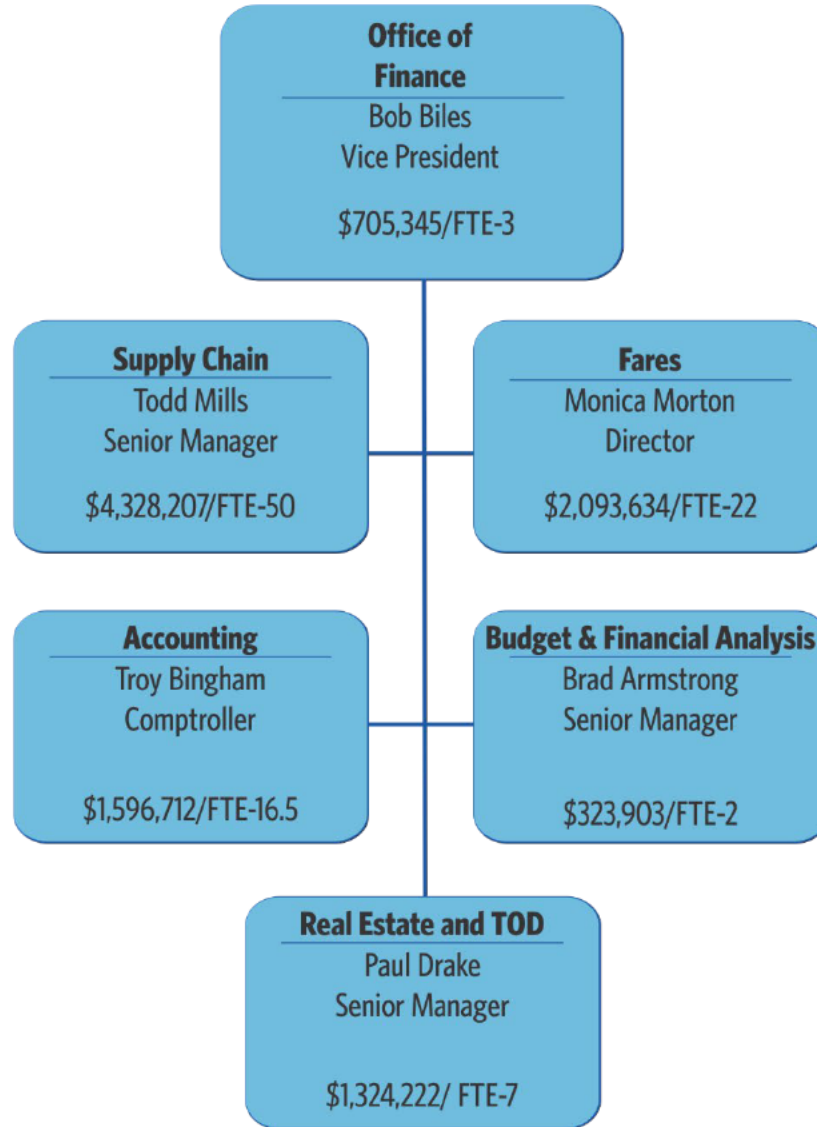 Office of
Finance
Bob Biles
Vice President
$705,345/FTE-3
Supply Chain
Todd Mills
Senior Manager
$4,328,207/FTE-50
Fares
Monica Morton
Director
$2,093,634/FTE-22
Accounting
Troy Bingham
Comptroller
$1,596,712/FTE-16.5
Budget & Financial Analysis
Brad Armstrong
Senior Manager
$323,903/FTE-2
Real Estate and TOD
Paul Drake
Senior Manager
$1,324,222/ FTE-7